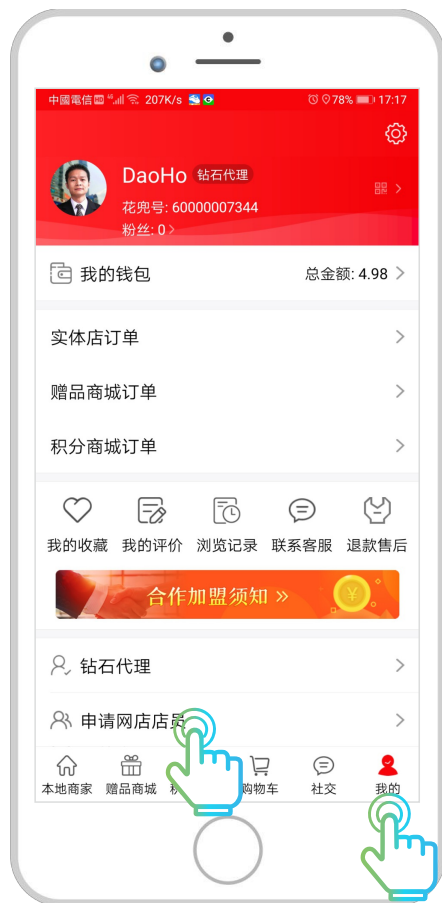 中國電信 HD 46 207K/s 78% 17:17
DaoHo 钻石代理
花兜号: 60000007344
粉丝: 0 >
我的钱包 总金额: 4.98 >
实体店订单 >
赠品商城订单 >
积分商城订单 >
我的收藏 我的评价 浏览记录 联系客服 退款售后
合作加盟须知 »
钻石代理 >
申请网店店员 >
本地商家 赠品商城 购物车 社交 我的